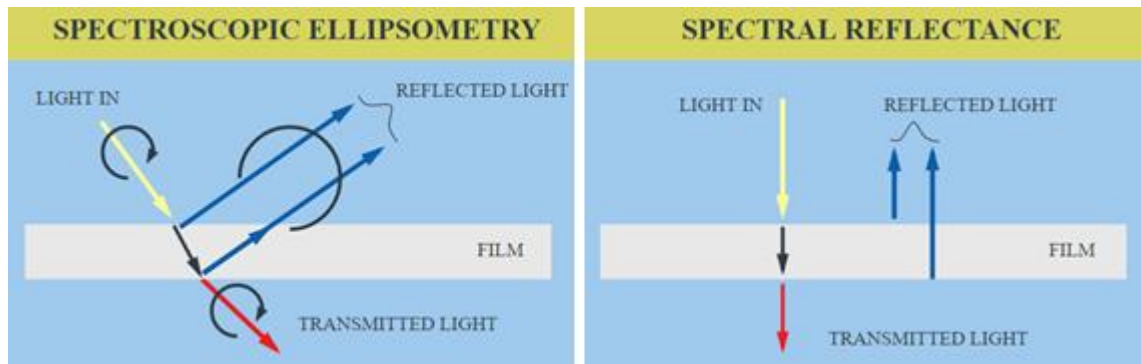 SPECTROSCOPIC ELLIPSOMETRY
LIGHT IN
REFLECTED LIGHT
FILM
TRANSMITTED LIGHT
SPECTRAL REFLECTANCE
LIGHT IN
REFLECTED LIGHT
FILM
TRANSMITTED LIGHT